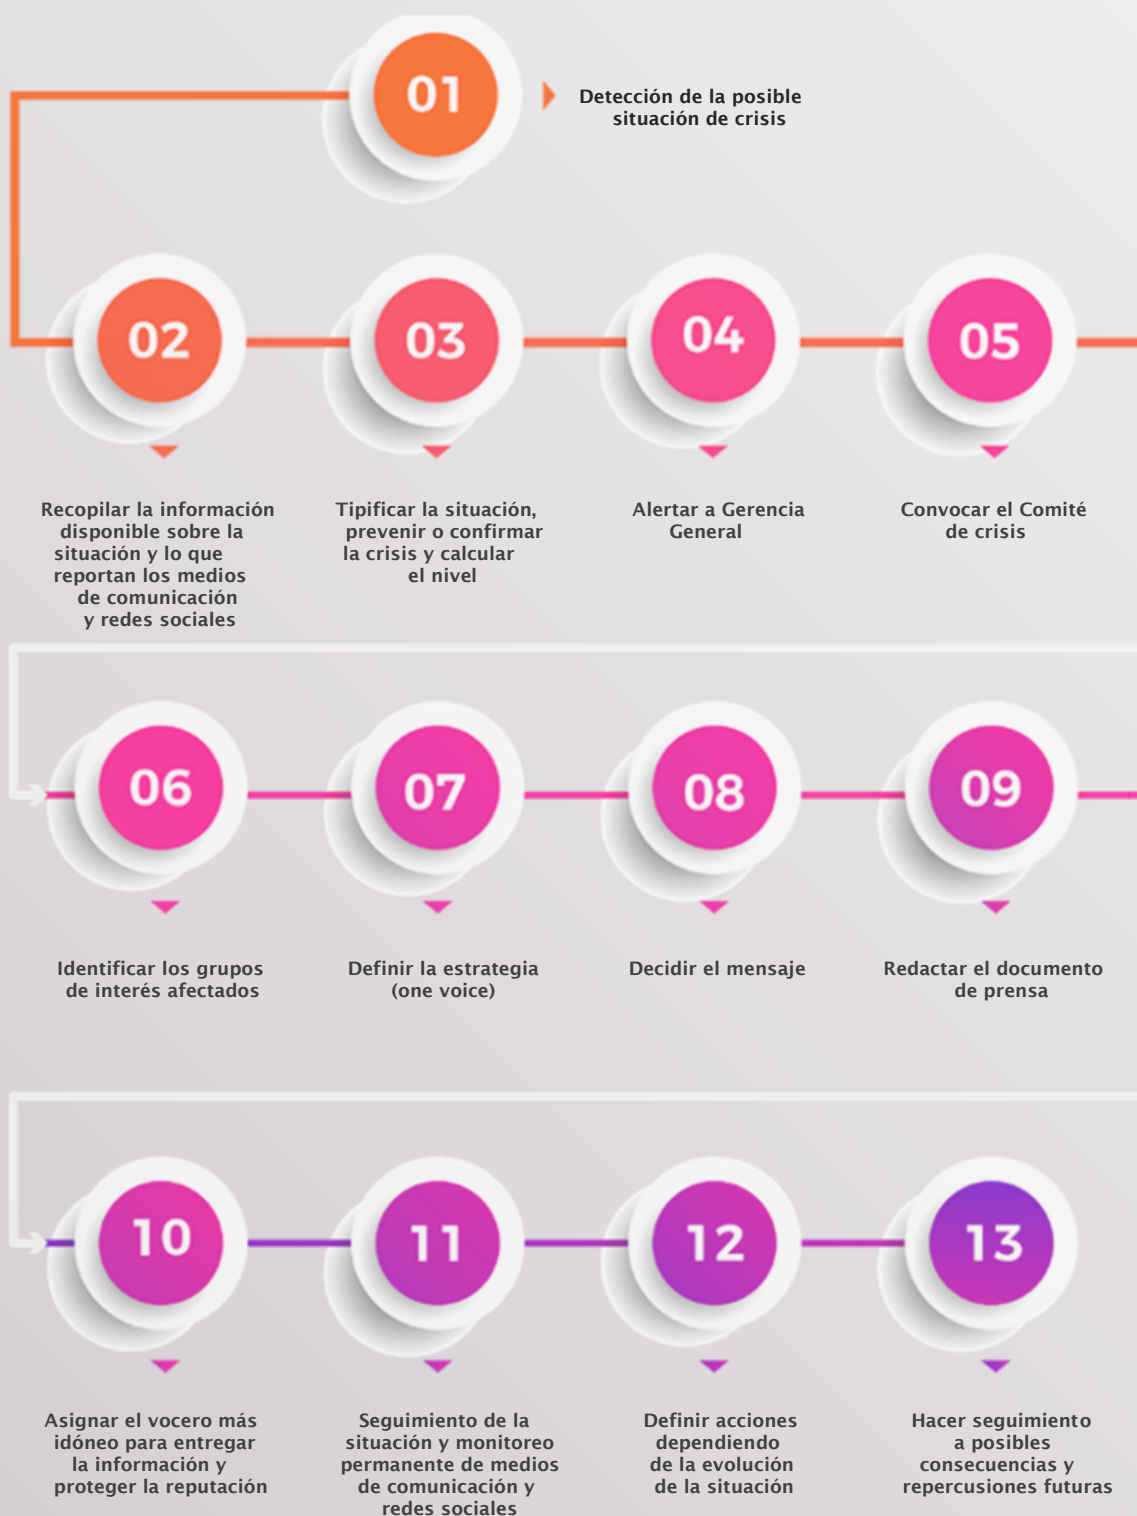 01
Detección de la posible
situación de crisis
02
Recopilar la información
disponible sobre la
situación y lo que
reportan los medios
de comunicación
y redes sociales
03
Tipificar la situación,
prevenir o confirmar
la crisis y calcular
el nivel
04
Alertar a Gerencia
General
05
Convocar el Comité
de crisis
06
Identificar los grupos
de interés afectados
07
Definir la estrategia
(one voice)
08
Decidir el mensaje
09
Redactar el documento
de prensa
10
Asignar el vocero más
idóneo para entregar
la información y
proteger la reputación
11
Seguimiento de la
situación y monitoreo
permanente de medios
de comunicación y
redes sociales
12
Definir acciones
dependiendo
de la evolución
de la situación
13
Hacer seguimiento
a posibles
consecuencias y
repercusiones futuras